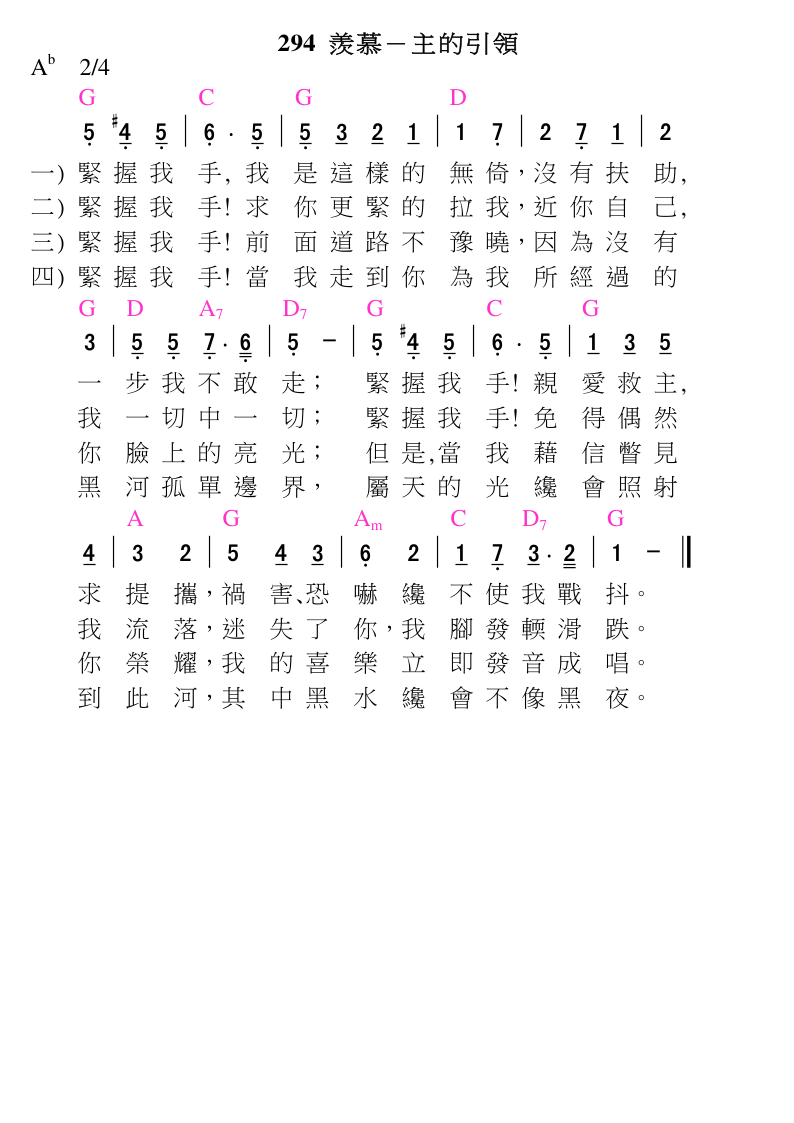 294 羨慕－主的引領
A♭ 2/4
G C G D
5 #4 5 | 6 · 5 | 5 3 2 1 | 1 7 | 2 7 1 | 2
一) 緊握我手, 我是這樣的無倚，沒有扶助,
二) 緊握我手! 求你更緊的拉我，近你自己,
三) 緊握我手! 前面道路不豫曉，因為沒有
四) 緊握我手! 當我走到你為我所經過的
G D A7 D7 G C G
3 | 5 5 7 · 6 | 5 － | 5 #4 5 | 6 · 5 | 1 3 5
一步我不敢走； 緊握我手! 親愛救主,
我一切中一切； 緊握我手! 免得偶然
你臉上的亮光； 但是,當我藉信瞥見
黑河孤單邊界， 屬天的光纔會照射
A G Am C D7 G
4 | 3 2 | 5 4 3 | 6 2 | 1 7 3 · 2 | 1 －
求提攜，禍害、恐嚇纔不使我戰抖。
我流落，迷失了你，我腳發輭滑跌。
你榮耀，我的喜樂立即發音成唱。
到此河，其中黑水纔會不像黑夜。